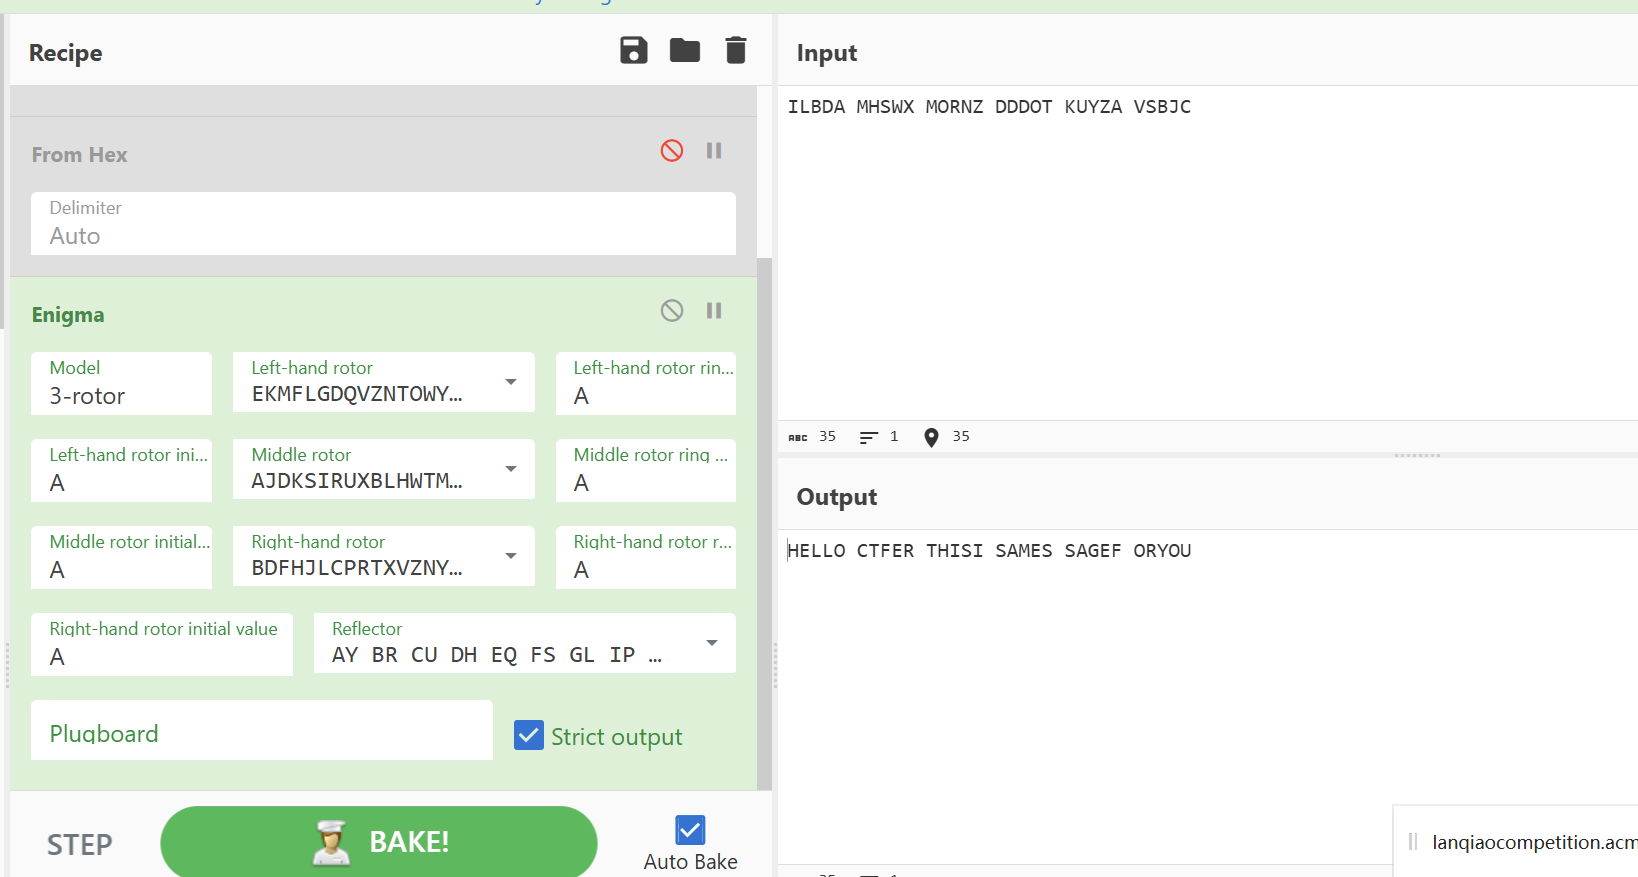 Recipe
From Hex
Delimiter
Auto
Enigma
Model
3-rotor
Left-hand rotor
EKMFLGDQVZNTOWY...
Left-hand rotor rin...
A
Left-hand rotor ini...
A
Middle rotor
AJDKSIRUXBLHWTM...
Middle rotor ring ...
A
Middle rotor initial...
A
Right-hand rotor
BDFHJLCPRTXVZNY...
Right-hand rotor r...
A
Right-hand rotor initial value
A
Reflector
AY BR CU DH EQ FS GL IP ...
Plugboard
Strict output
STEP
BAKE!
Auto Bake
Input
ILBDA MHSWX MORNZ DDDOT KUYZA VSBJC
ABC 35 1 35
Output
HELLO CTFER THISI SAMES SAGEF ORYOU
lanqiaocompetition.acm